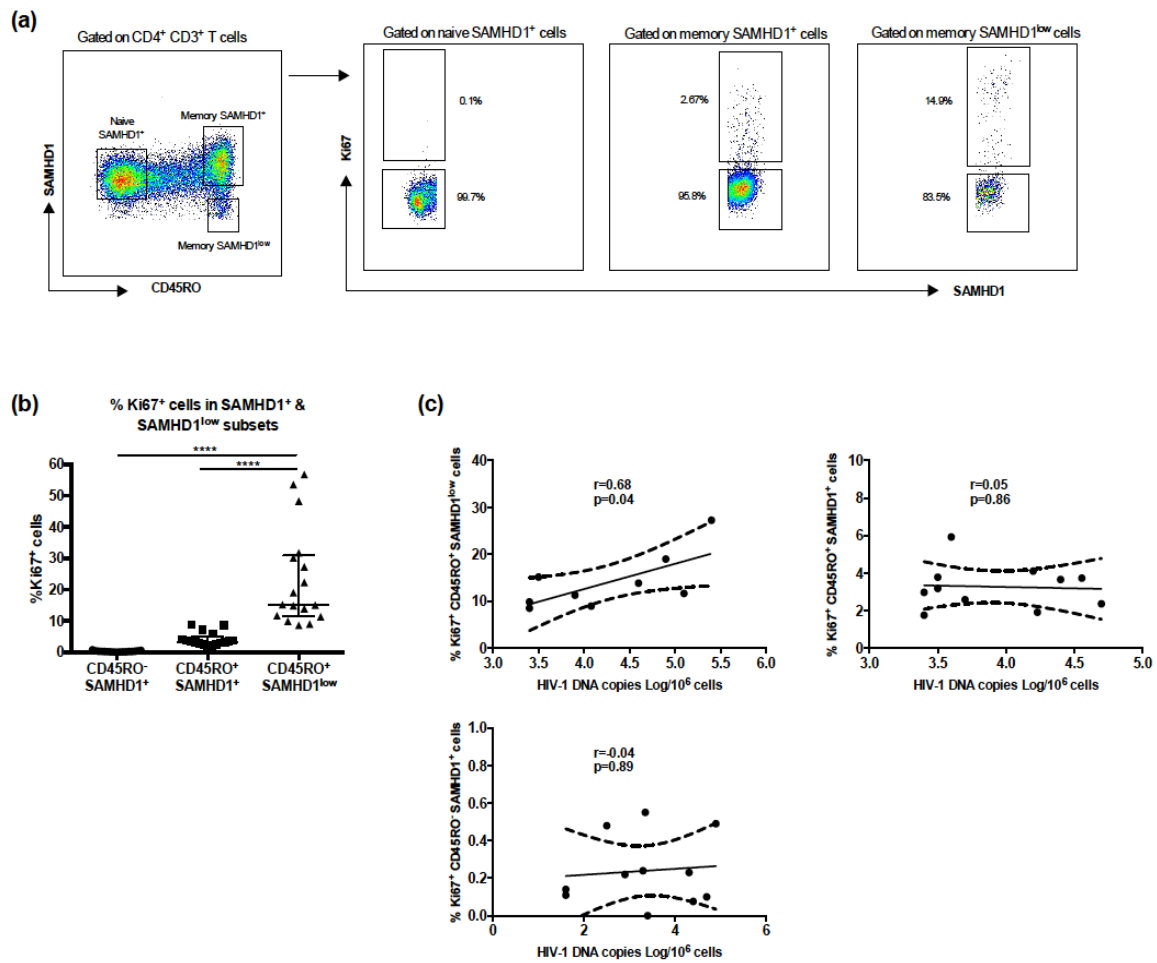 (a)
Gated on CD4⁺ CD3⁺ T cells
Gated on naive SAMHD1⁺ cells
Gated on memory SAMHD1⁺ cells
Gated on memory SAMHD1ˡᵒʷ cells
Naive
SAMHD1⁺
Memory SAMHD1⁺
Memory SAMHD1ˡᵒʷ
SAMHD1
CD45RO
Ki67
0.1%
99.7%
2.67%
95.8%
14.9%
83.5%
SAMHD1
(b)
% Ki67⁺ cells in SAMHD1⁺ &
SAMHD1ˡᵒʷ subsets
****
****
%Ki67⁺ cells
60
50
40
30
20
10
0
CD45RO⁻
SAMHD1⁺
CD45RO⁺
SAMHD1⁺
CD45RO⁺
SAMHD1ˡᵒʷ
(c)
% Ki67⁺ CD45RO⁺ SAMHD1ˡᵒʷ cells
40
30
20
10
0
r=0.68
p=0.04
3.0 3.5 4.0 4.5 5.0 5.5 6.0
HIV-1 DNA copies Log/10⁶ cells
% Ki67⁺ CD45RO⁺ SAMHD1⁺ cells
10
8
6
4
2
0
r=0.05
p=0.86
3.0 3.5 4.0 4.5 5.0
HIV-1 DNA copies Log/10⁶ cells
% Ki67⁺ CD45RO⁻ SAMHD1⁺ cells
1.0
0.8
0.6
0.4
0.2
0.0
r=-0.04
p=0.89
0 2 4 6
HIV-1 DNA copies Log/10⁶ cells